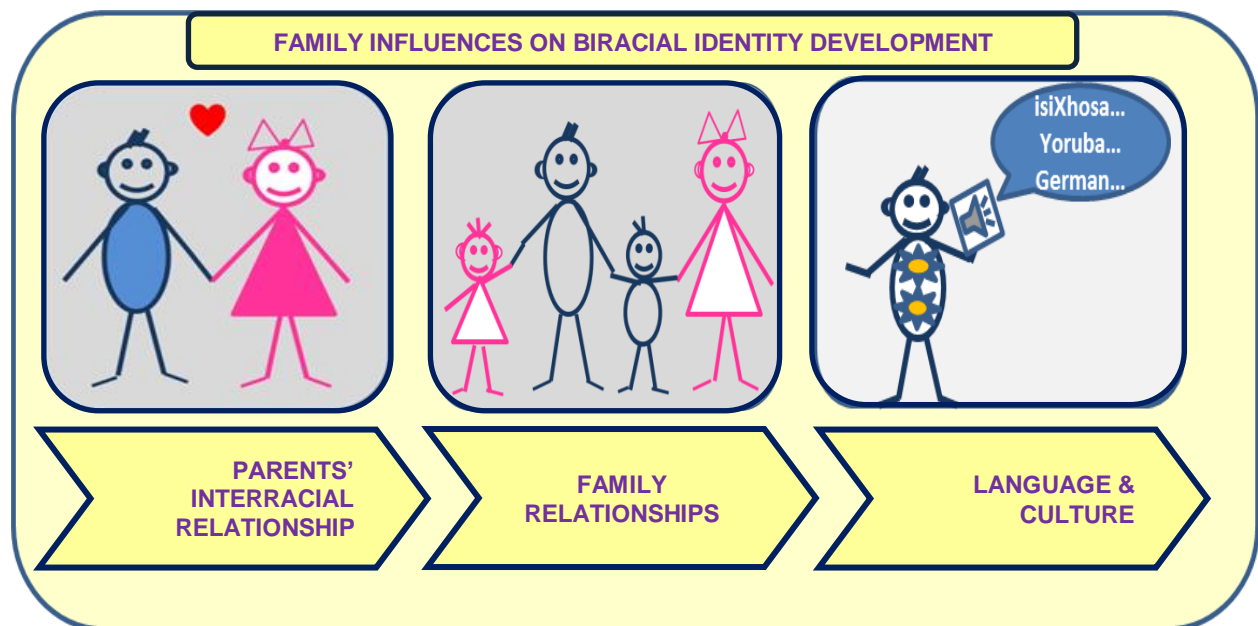 FAMILY INFLUENCES ON BIRACIAL IDENTITY DEVELOPMENT
isiXhosa...
Yoruba...
German...
PARENTS'
INTERRACIAL
RELATIONSHIP
FAMILY
RELATIONSHIPS
LANGUAGE &
CULTURE